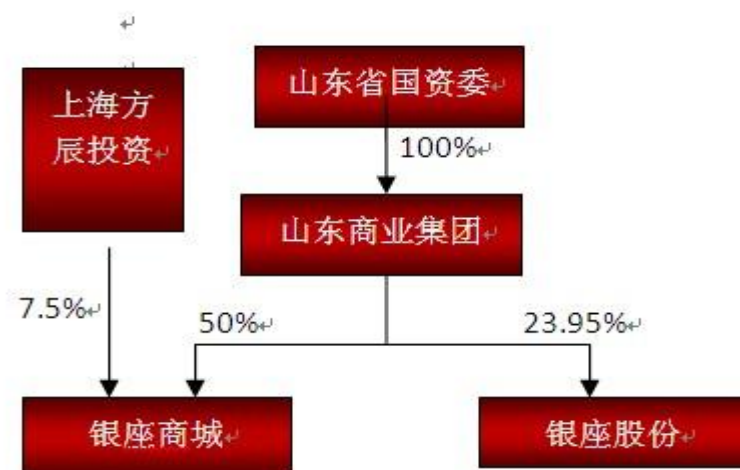 上海方
辰投资
山东省国资委
100%
山东商业集团
7.5%
50%
23.95%
银座商城
银座股份